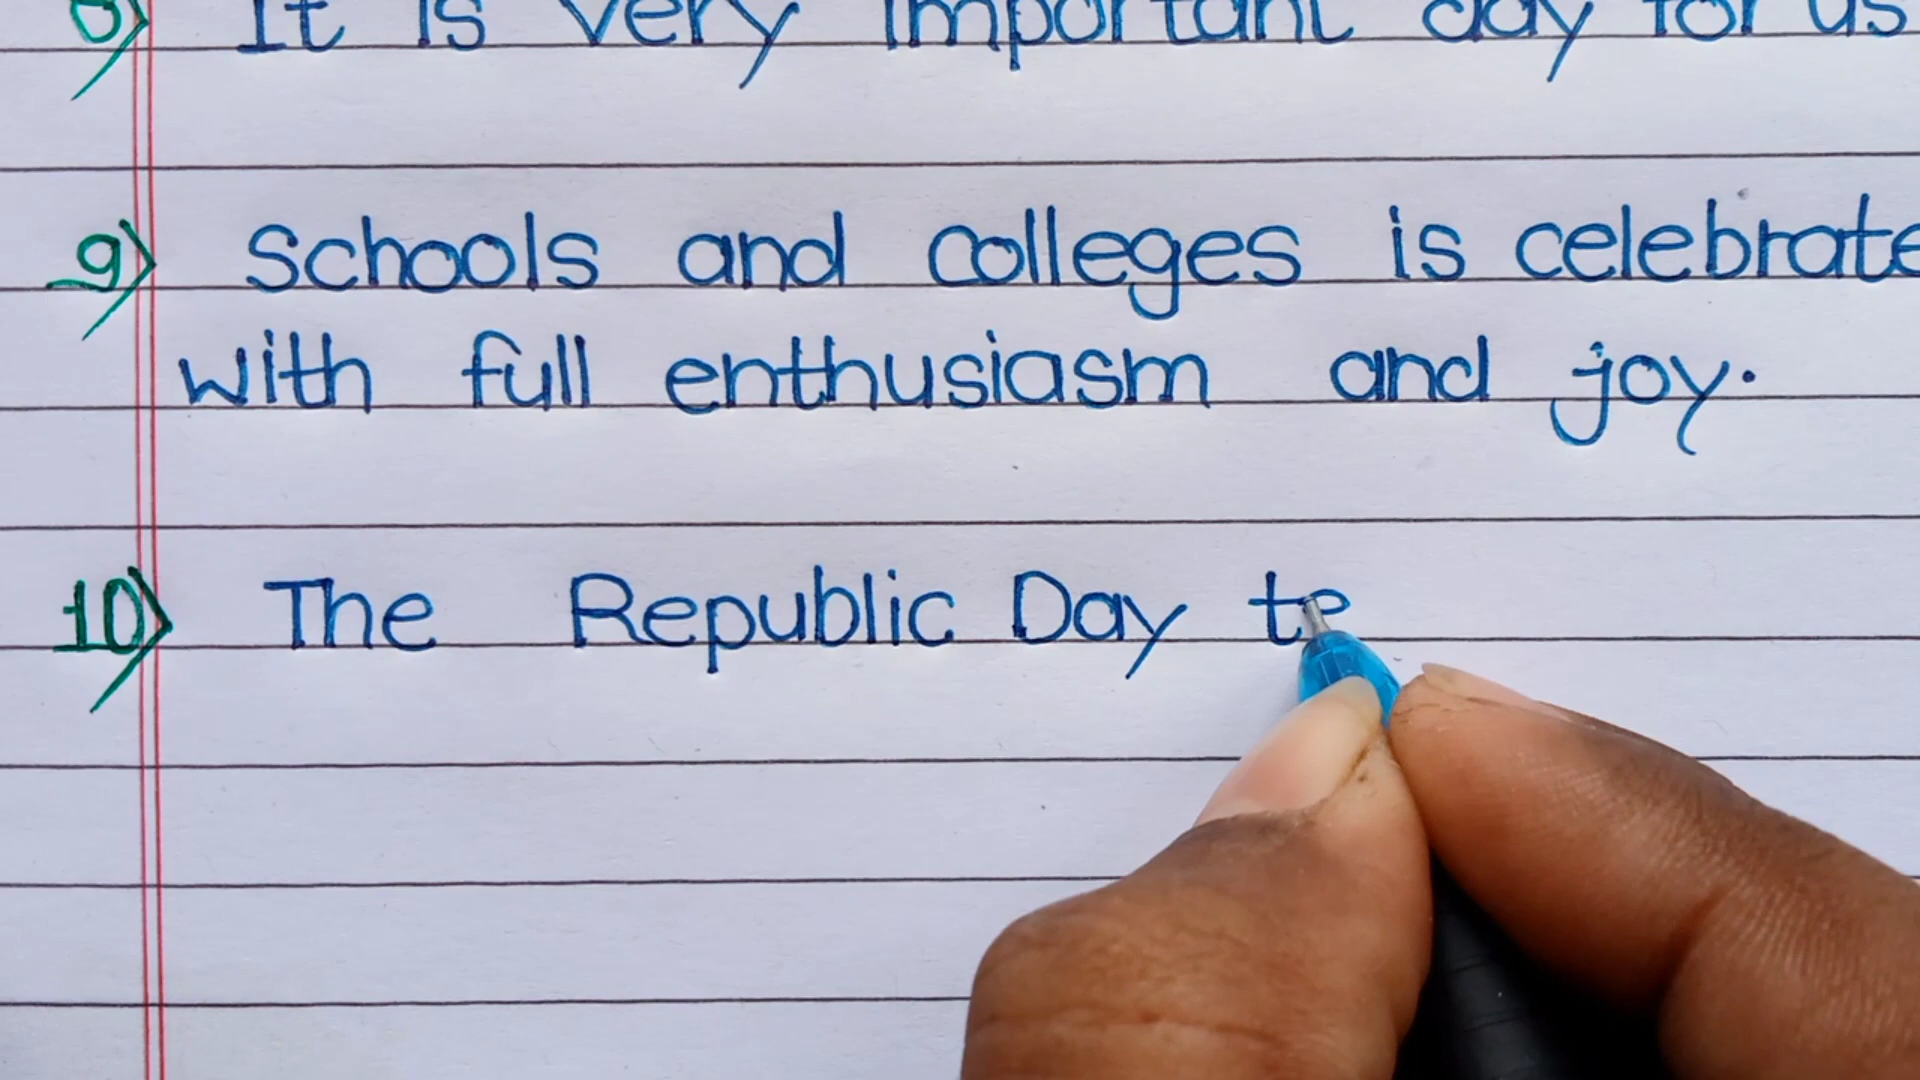 8) It is very important day for us
9) Schools and colleges is celebrate
with full enthusiasm and joy.
10) The Republic Day te